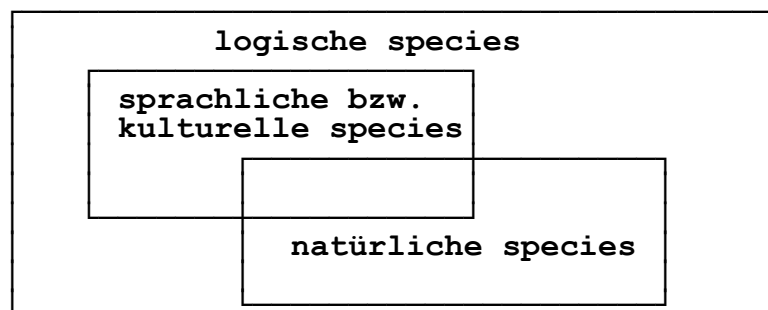 logische species
sprachliche bzw.
kulturelle species
natürliche species